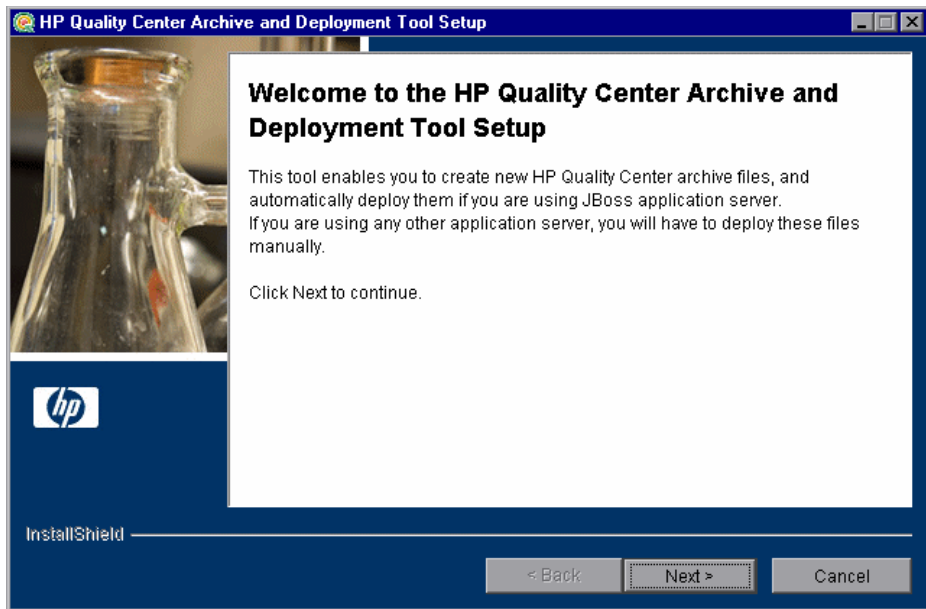 HP Quality Center Archive and Deployment Tool Setup
Welcome to the HP Quality Center Archive and
Deployment Tool Setup
This tool enables you to create new HP Quality Center archive files, and
automatically deploy them if you are using JBoss application server.
If you are using any other application server, you will have to deploy these files
manually.
Click Next to continue.
hp
InstallShield
< Back
Next >
Cancel